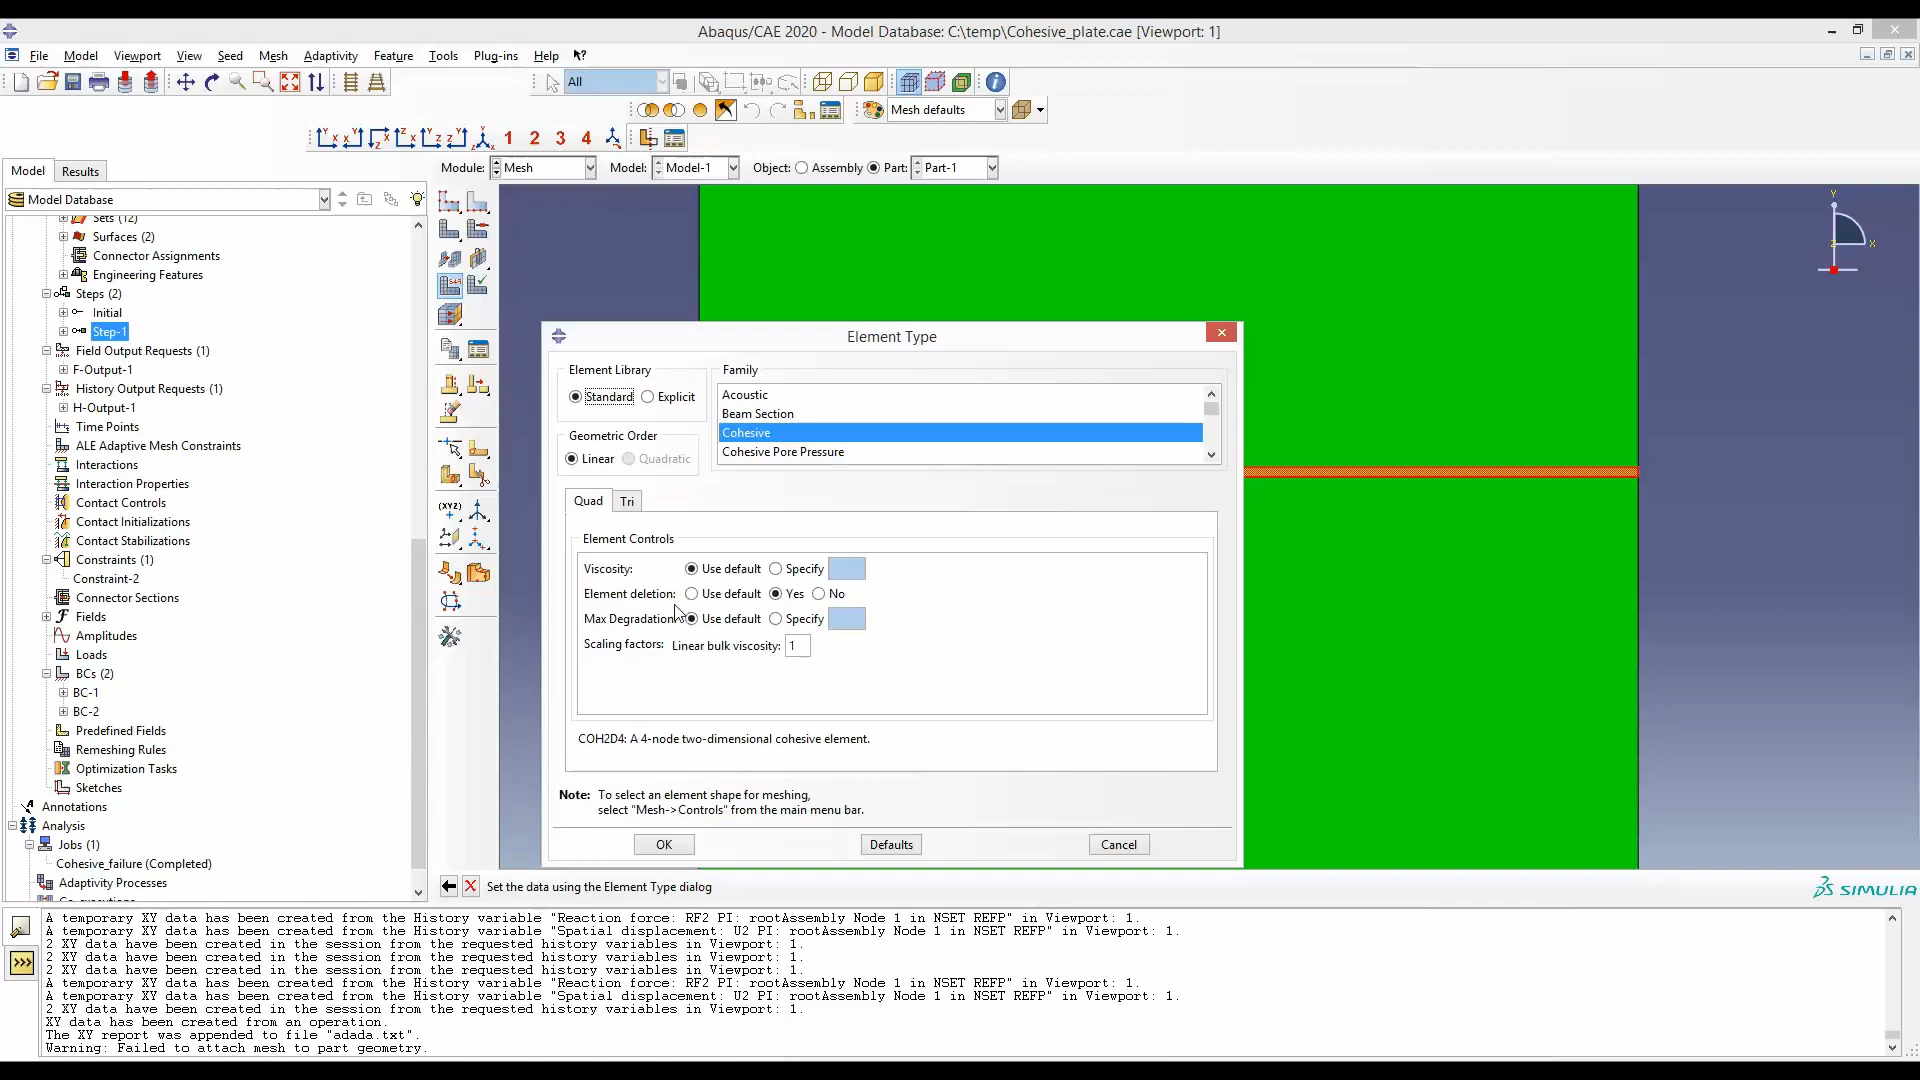 Abaqus/CAE 2020 - Model Database: C:\temp\Cohesive_plate.cae [Viewport: 1]
File Model Viewport View Seed Mesh Adaptivity Feature Tools Plug-ins Help
All
Mesh defaults
1 2 3 4
Model Results
Module: Mesh Model: Model-1 Object: Assembly Part: Part-1
Model Database
Sets (12)
Surfaces (2)
Connector Assignments
Engineering Features
Steps (2)
Initial
Step-1
Field Output Requests (1)
F-Output-1
History Output Requests (1)
H-Output-1
Time Points
ALE Adaptive Mesh Constraints
Interactions
Interaction Properties
Contact Controls
Contact Initializations
Contact Stabilizations
Constraints (1)
Constraint-2
Connector Sections
Fields
Amplitudes
Loads
BCs (2)
BC-1
BC-2
Predefined Fields
Remeshing Rules
Optimization Tasks
Sketches
Annotations
Analysis
Jobs (1)
Cohesive_failure (Completed)
Adaptivity Processes
(XYZ)
Y
X
Z
Element Type
Element Library
Standard Explicit
Family
Acoustic
Beam Section
Cohesive
Cohesive Pore Pressure
Geometric Order
Linear Quadratic
Quad Tri
Element Controls
Viscosity: Use default Specify
Element deletion: Use default Yes No
Max Degradation: Use default Specify
Scaling factors: Linear bulk viscosity: 1
COH2D4: A 4-node two-dimensional cohesive element.
Note: To select an element shape for meshing,
select "Mesh->Controls" from the main menu bar.
OK Defaults Cancel
Set the data using the Element Type dialog
SIMULIA
A temporary XY data has been created from the History variable "Reaction force: RF2 PI: rootAssembly Node 1 in NSET REFP" in Viewport: 1.
A temporary XY data has been created from the History variable "Spatial displacement: U2 PI: rootAssembly Node 1 in NSET REFP" in Viewport: 1.
2 XY data have been created in the session from the requested history variables in Viewport: 1.
2 XY data have been created in the session from the requested history variables in Viewport: 1.
2 XY data have been created in the session from the requested history variables in Viewport: 1.
A temporary XY data has been created from the History variable "Reaction force: RF2 PI: rootAssembly Node 1 in NSET REFP" in Viewport: 1.
A temporary XY data has been created from the History variable "Spatial displacement: U2 PI: rootAssembly Node 1 in NSET REFP" in Viewport: 1.
2 XY data have been created in the session from the requested history variables in Viewport: 1.
XY data has been created from an operation.
The XY report was appended to file "adada.txt".
Warning: Failed to attach mesh to part geometry.